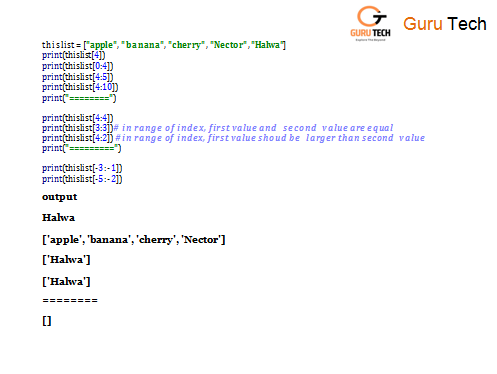 GURU TECH
Guru Tech
thislist = ["apple", "banana", "cherry", "Nector", "Halwa"]
print(thislist[4])
print(thislist[0:4])
print(thislist[4:5])
print(thislist[4:10])
print("========")
print(thislist[4:4])
print(thislist[3:3])# in range of index, first value and second value are equal
print(thislist[4:2]) # in range of index, first value shoud be larger than second value
print("=========")
print(thislist[-3:-1])
print(thislist[-5:-2])
output
Halwa
['apple', 'banana', 'cherry', 'Nector']
['Halwa']
['Halwa']
========
[]